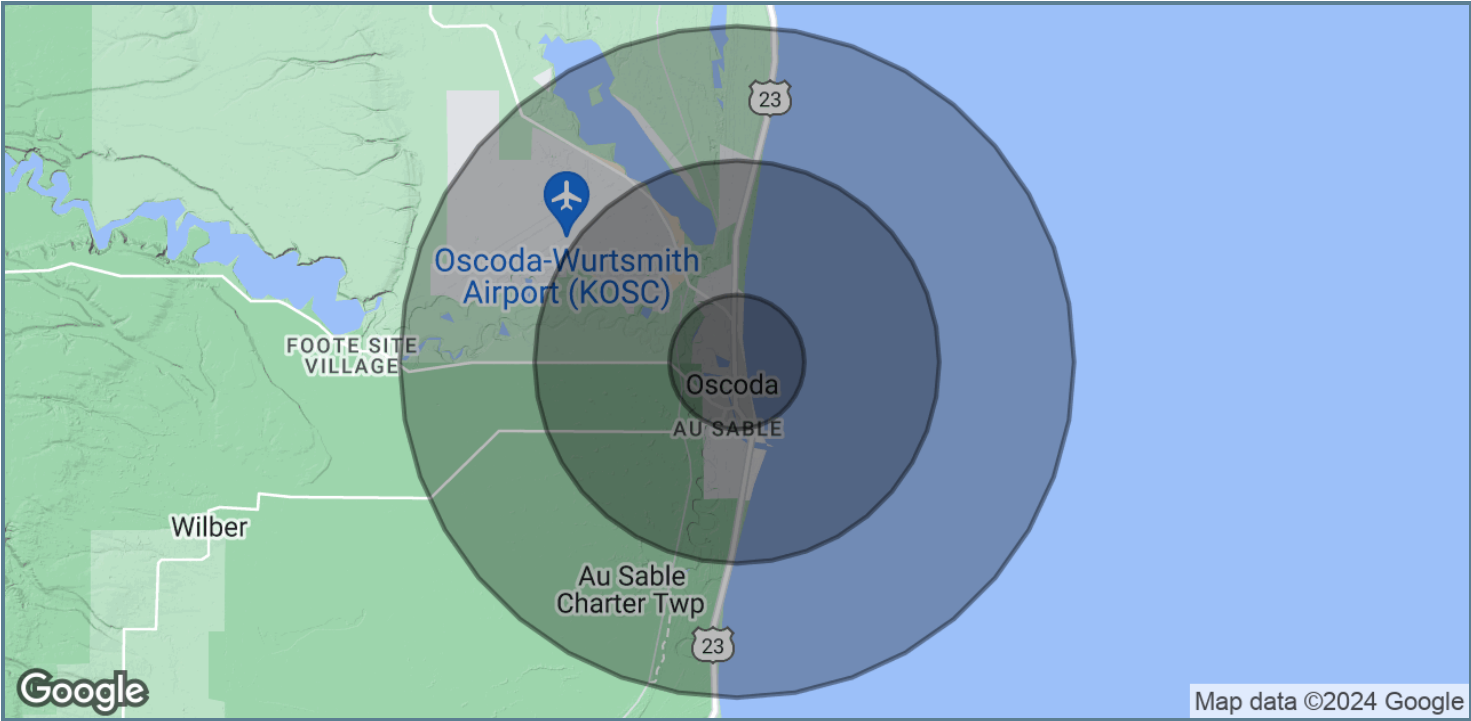 23
Oscoda-Wurtsmith
Airport (KOSC)
FOOTE SITE
VILLAGE
Oscoda
AU SABLE
Wilber
Au Sable
Charter Twp
23
Google
Map data ©2024 Google